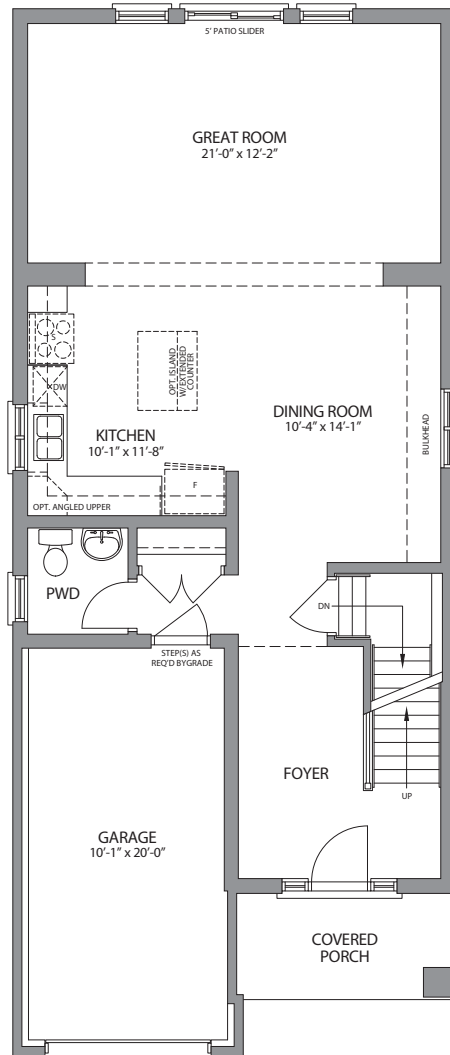 5' PATIO SLIDER
GREAT ROOM
21'-0" x 12'-2"
S
DW
OPT. ISLAND
W/EXTENDED
COUNTER
DINING ROOM
10'-4" x 14'-1"
BULKHEAD
KITCHEN
10'-1" x 11'-8"
F
OPT. ANGLED UPPER
PWD
DN
STEP(S) AS
REQ'D BYGRADE
FOYER
UP
GARAGE
10'-1" x 20'-0"
COVERED
PORCH